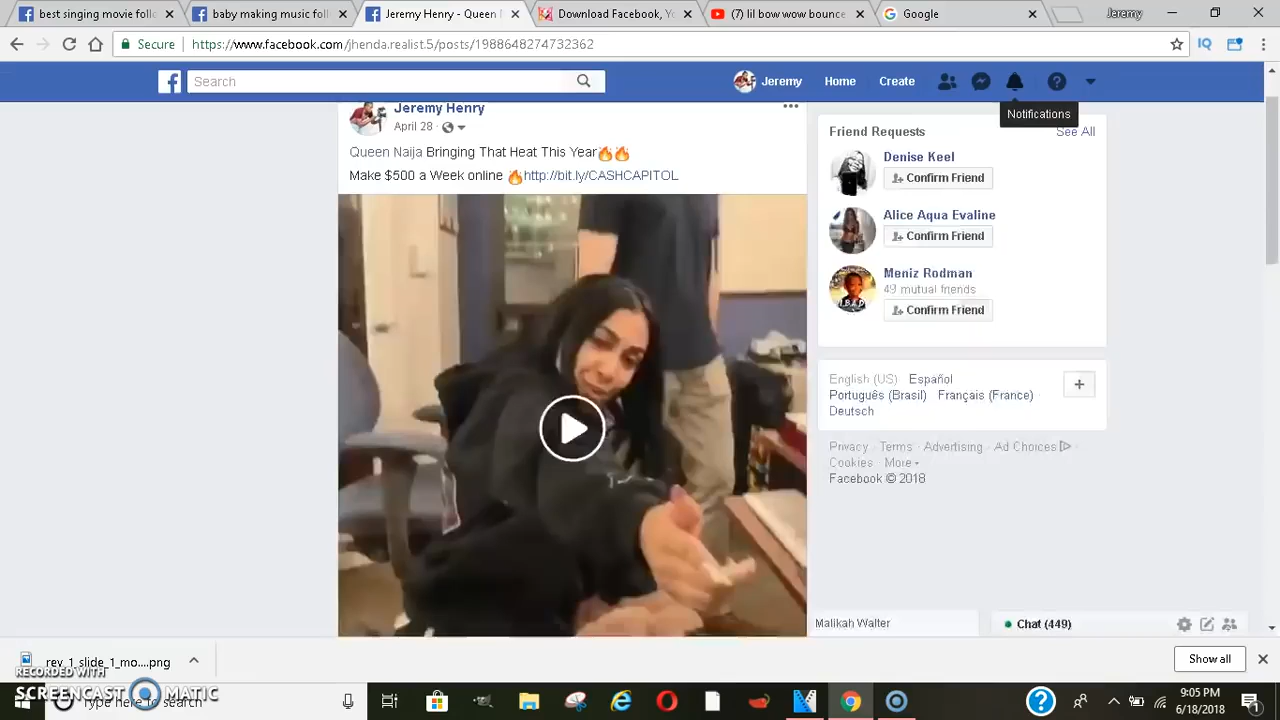 best singing movie follo
baby making music follo
Jeremy Henry - Queen N
Download Facebook, Yo
(7) lil bow wow bounce
Google
Jeremy
Secure
https://www.facebook.com/jhenda.realist.5/posts/1988648274732362
Search
Jeremy
Home
Create
Notifications
Jeremy Henry
April 28
Queen Naija Bringing That Heat This Year🔥🔥
Make $500 a Week online 🔥http://bit.ly/CASHCAPITOL
Friend Requests
See All
Denise Keel
Confirm Friend
Alice Aqua Evaline
Confirm Friend
Meniz Rodman
49 mutual friends
Confirm Friend
English (US) Español
Português (Brasil) Français (France)
Deutsch
Privacy · Terms · Advertising · Ad Choices
Cookies · More
Facebook © 2018
Malikah Walter
Chat (449)
rev_1_slide_1_mo....png
Show all
RECORDED WITH
SCREENCAST MATIC
Type here to search
9:05 PM
6/18/2018